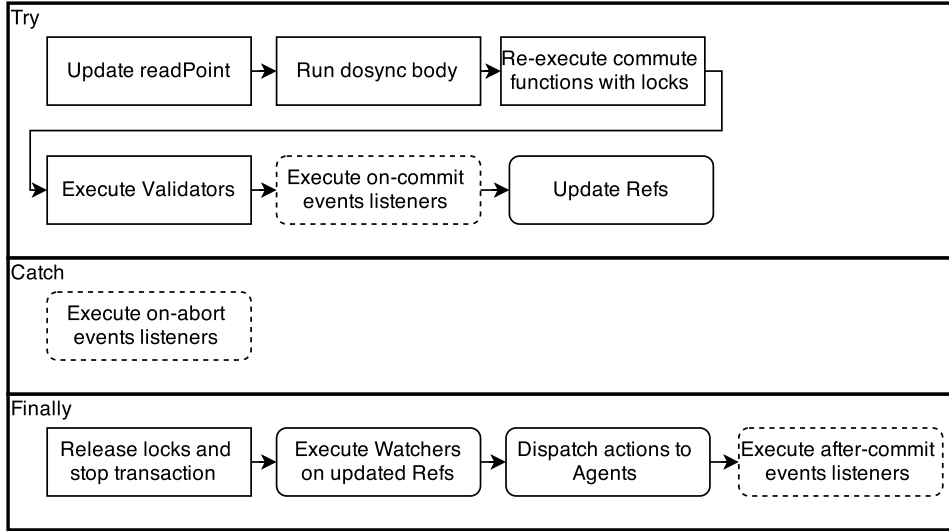 Try
Update readPoint
Run dosync body
Re-execute commute
functions with locks
Execute Validators
Execute on-commit
events listeners
Update Refs
Catch
Execute on-abort
events listeners
Finally
Release locks and
stop transaction
Execute Watchers
on updated Refs
Dispatch actions to
Agents
Execute after-commit
events listeners